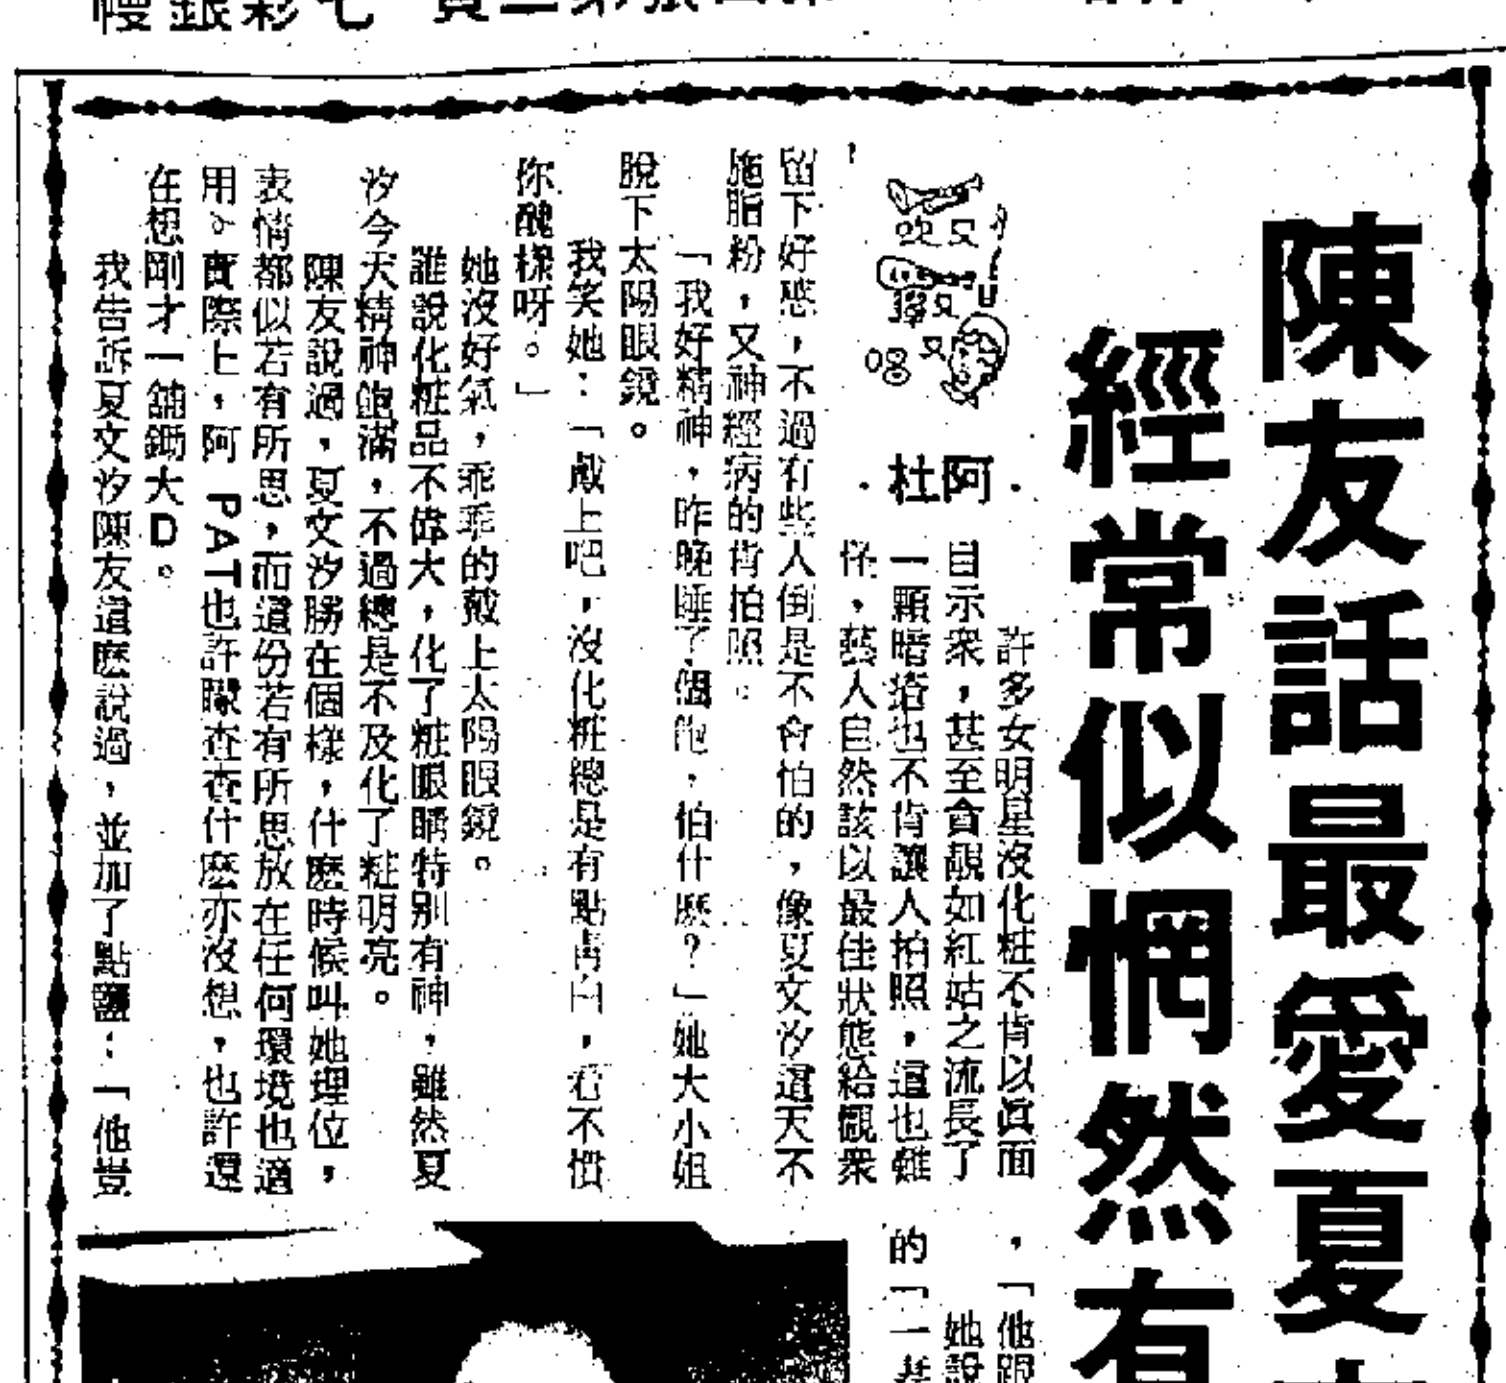 七彩銀幔
陳友話最愛夏
經常似惘然有
吹又
彈又
又唱
阿杜
許多女明星沒化粧不肯以眞面
目示衆，甚至會靚如紅姑之流長了
一顆暗瘡也不肯讓人拍照，這也難
怪，藝人自然該以最佳狀態給觀衆
留下好感，不過有些人倒是不會怕的，像夏文汐這天不
施脂粉，又神經病的肯拍照。
「我好精神，昨晚睡了個飽，怕什麽？」她大小姐
脫下太陽眼鏡。
我笑她：「戴上吧，沒化粧總是有點青白，看不慣
你醜樣呀。」
她沒好氣，乖乖的戴上太陽眼鏡。
誰說化粧品不偉大，化了粧眼睛特别有神，雖然夏
汐今天精神飽滿，不過總是不及化了粧明亮。
陳友說過，夏文汐勝在個樣，什麽時候叫她埋位，
表情都似若有所思，而這份若有所思放在任何環境也適
用。實際上，阿 PAT也許矇查查什麽亦沒想，也許還
在想剛才一舖鋤大D。
我告訴夏文汐陳友這麽說過，並加了點鹽：「他豈
，「他跟
她說
的「一